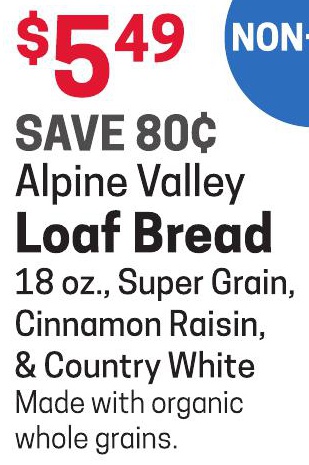 $5.49
NON-
SAVE 80¢
Alpine Valley
Loaf Bread
18 oz., Super Grain,
Cinnamon Raisin,
& Country White
Made with organic
whole grains.